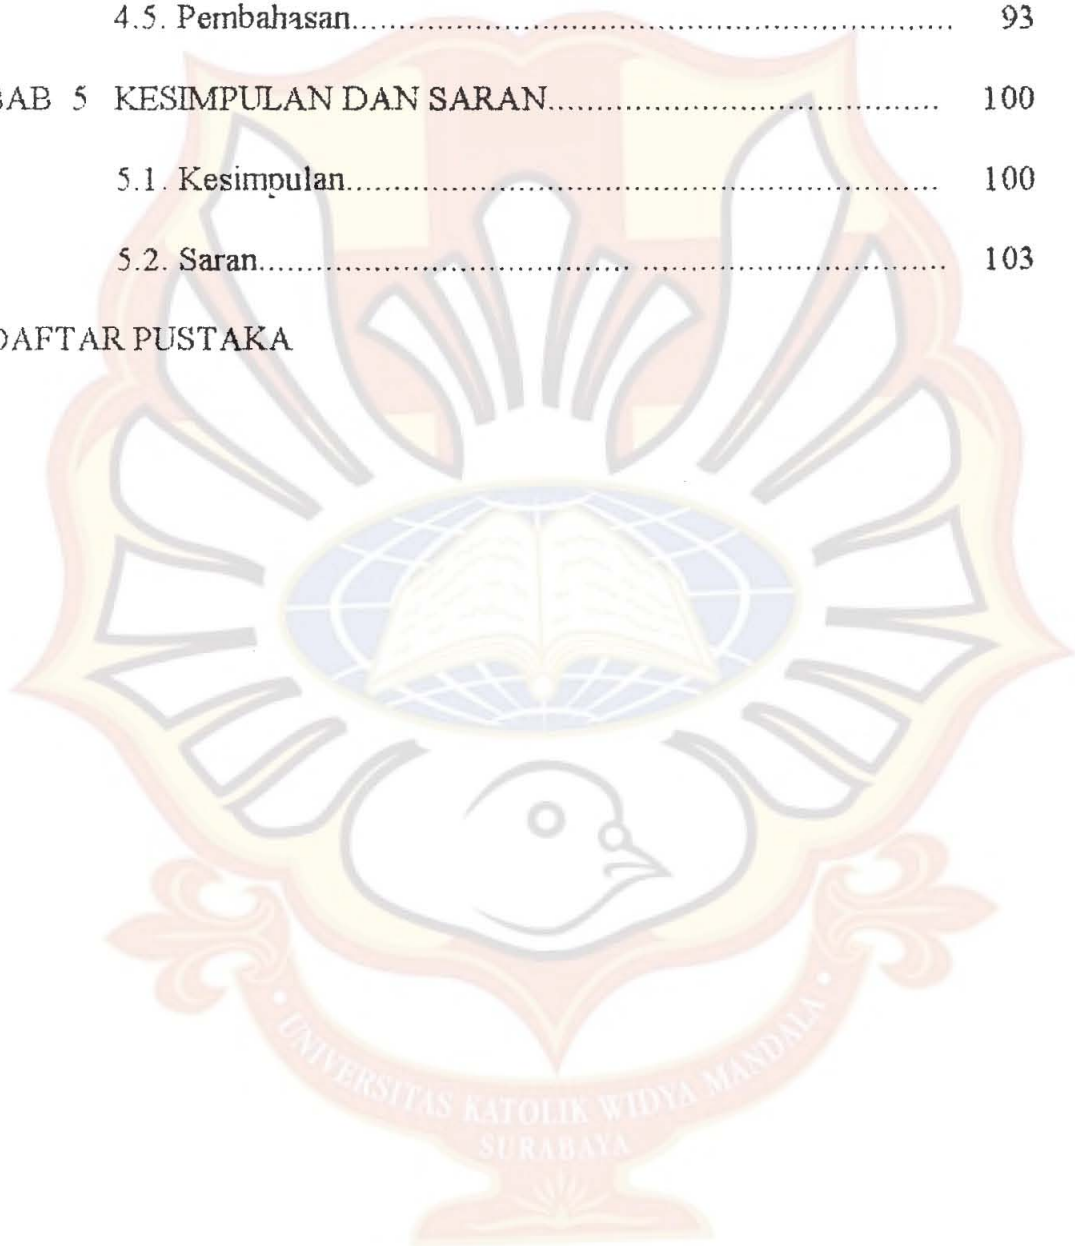 4.5. Pembahasan.................................................................. 93
BAB 5 KESIMPULAN DAN SARAN.......................................... 100
5.1. Kesimpulan................................................................ 100
5.2. Saran.......................................................................... 103
DAFTAR PUSTAKA
UNIVERSITAS KATOLIK WIDYA MANDALA
SURABAYA